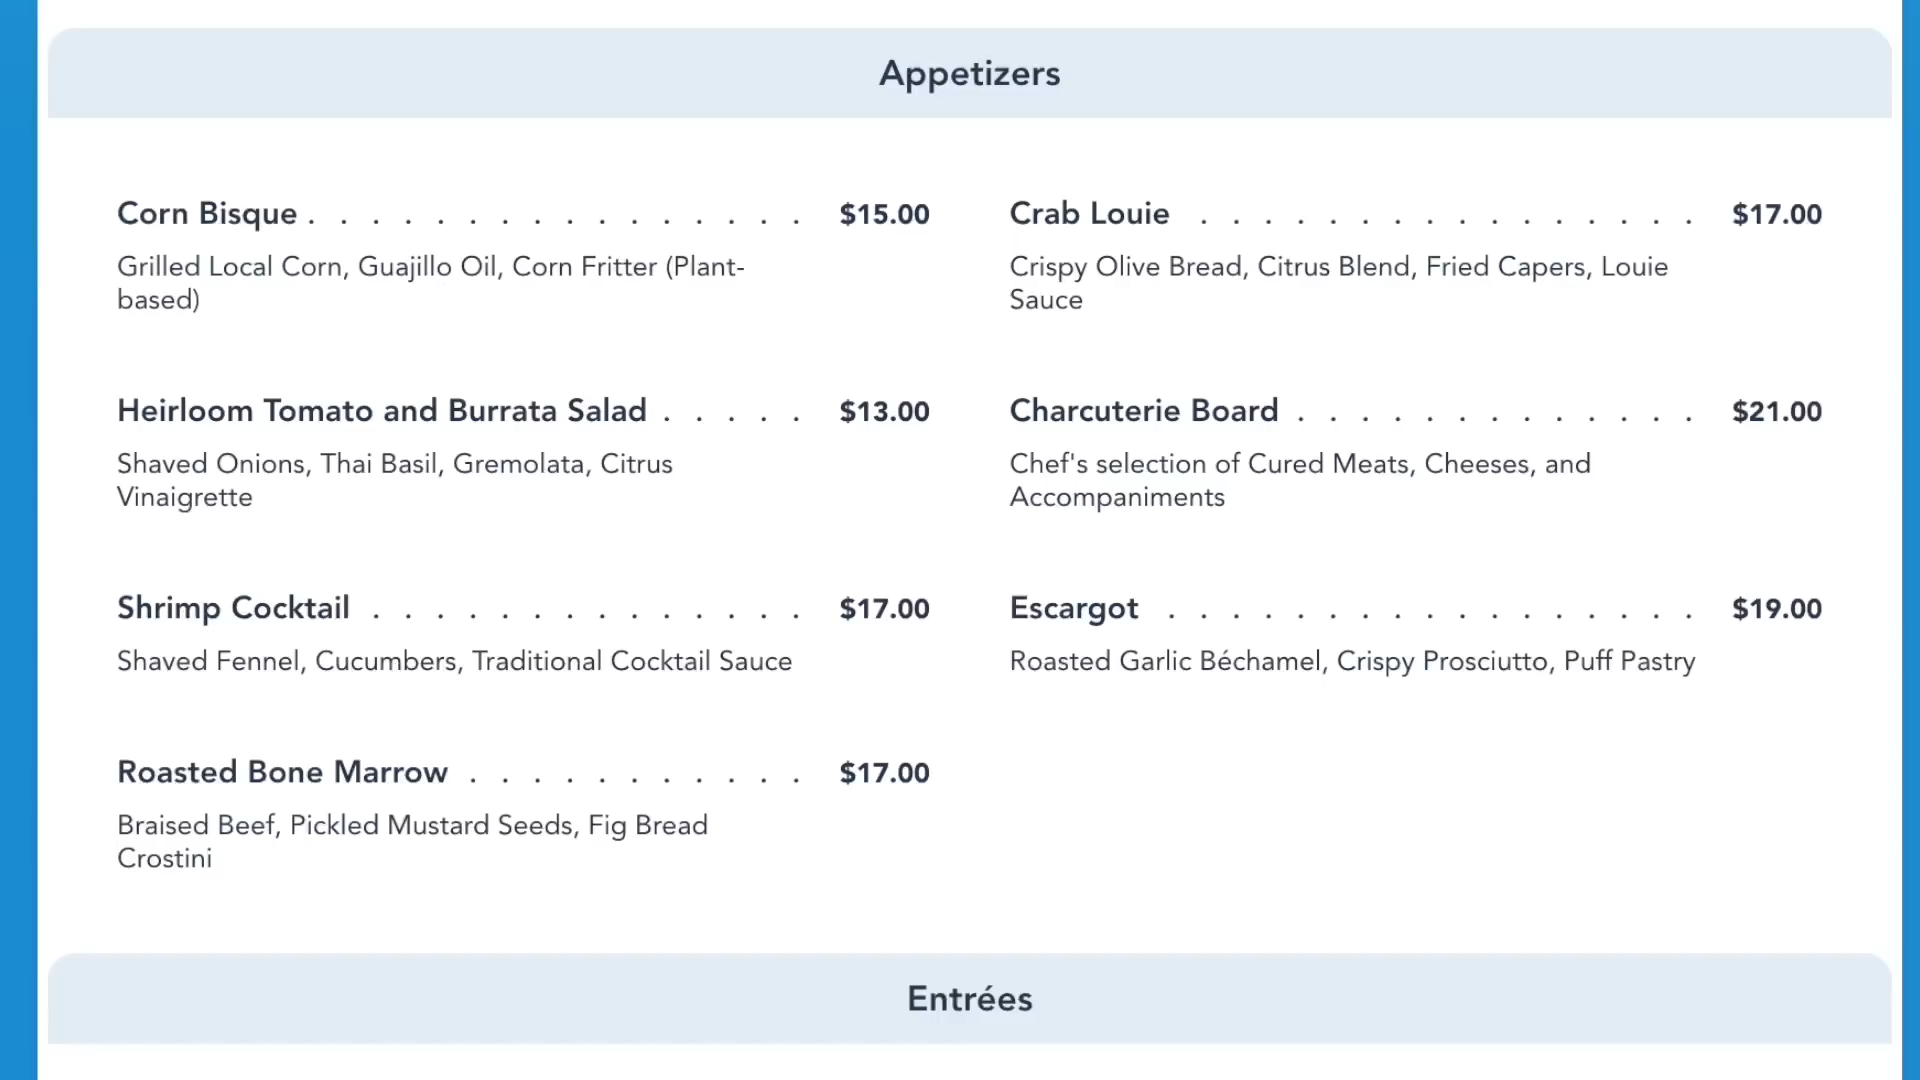 Appetizers
Corn Bisque . . . . . . . . . . . . . . . . $15.00
Grilled Local Corn, Guajillo Oil, Corn Fritter (Plant-
based)
Crab Louie . . . . . . . . . . . . . . . . $17.00
Crispy Olive Bread, Citrus Blend, Fried Capers, Louie
Sauce
Heirloom Tomato and Burrata Salad . . . . . $13.00
Shaved Onions, Thai Basil, Gremolata, Citrus
Vinaigrette
Charcuterie Board . . . . . . . . . . . . . $21.00
Chef's selection of Cured Meats, Cheeses, and
Accompaniments
Shrimp Cocktail . . . . . . . . . . . . . . $17.00
Shaved Fennel, Cucumbers, Traditional Cocktail Sauce
Escargot . . . . . . . . . . . . . . . . . $19.00
Roasted Garlic Béchamel, Crispy Prosciutto, Puff Pastry
Roasted Bone Marrow . . . . . . . . . . . $17.00
Braised Beef, Pickled Mustard Seeds, Fig Bread
Crostini
Entrées